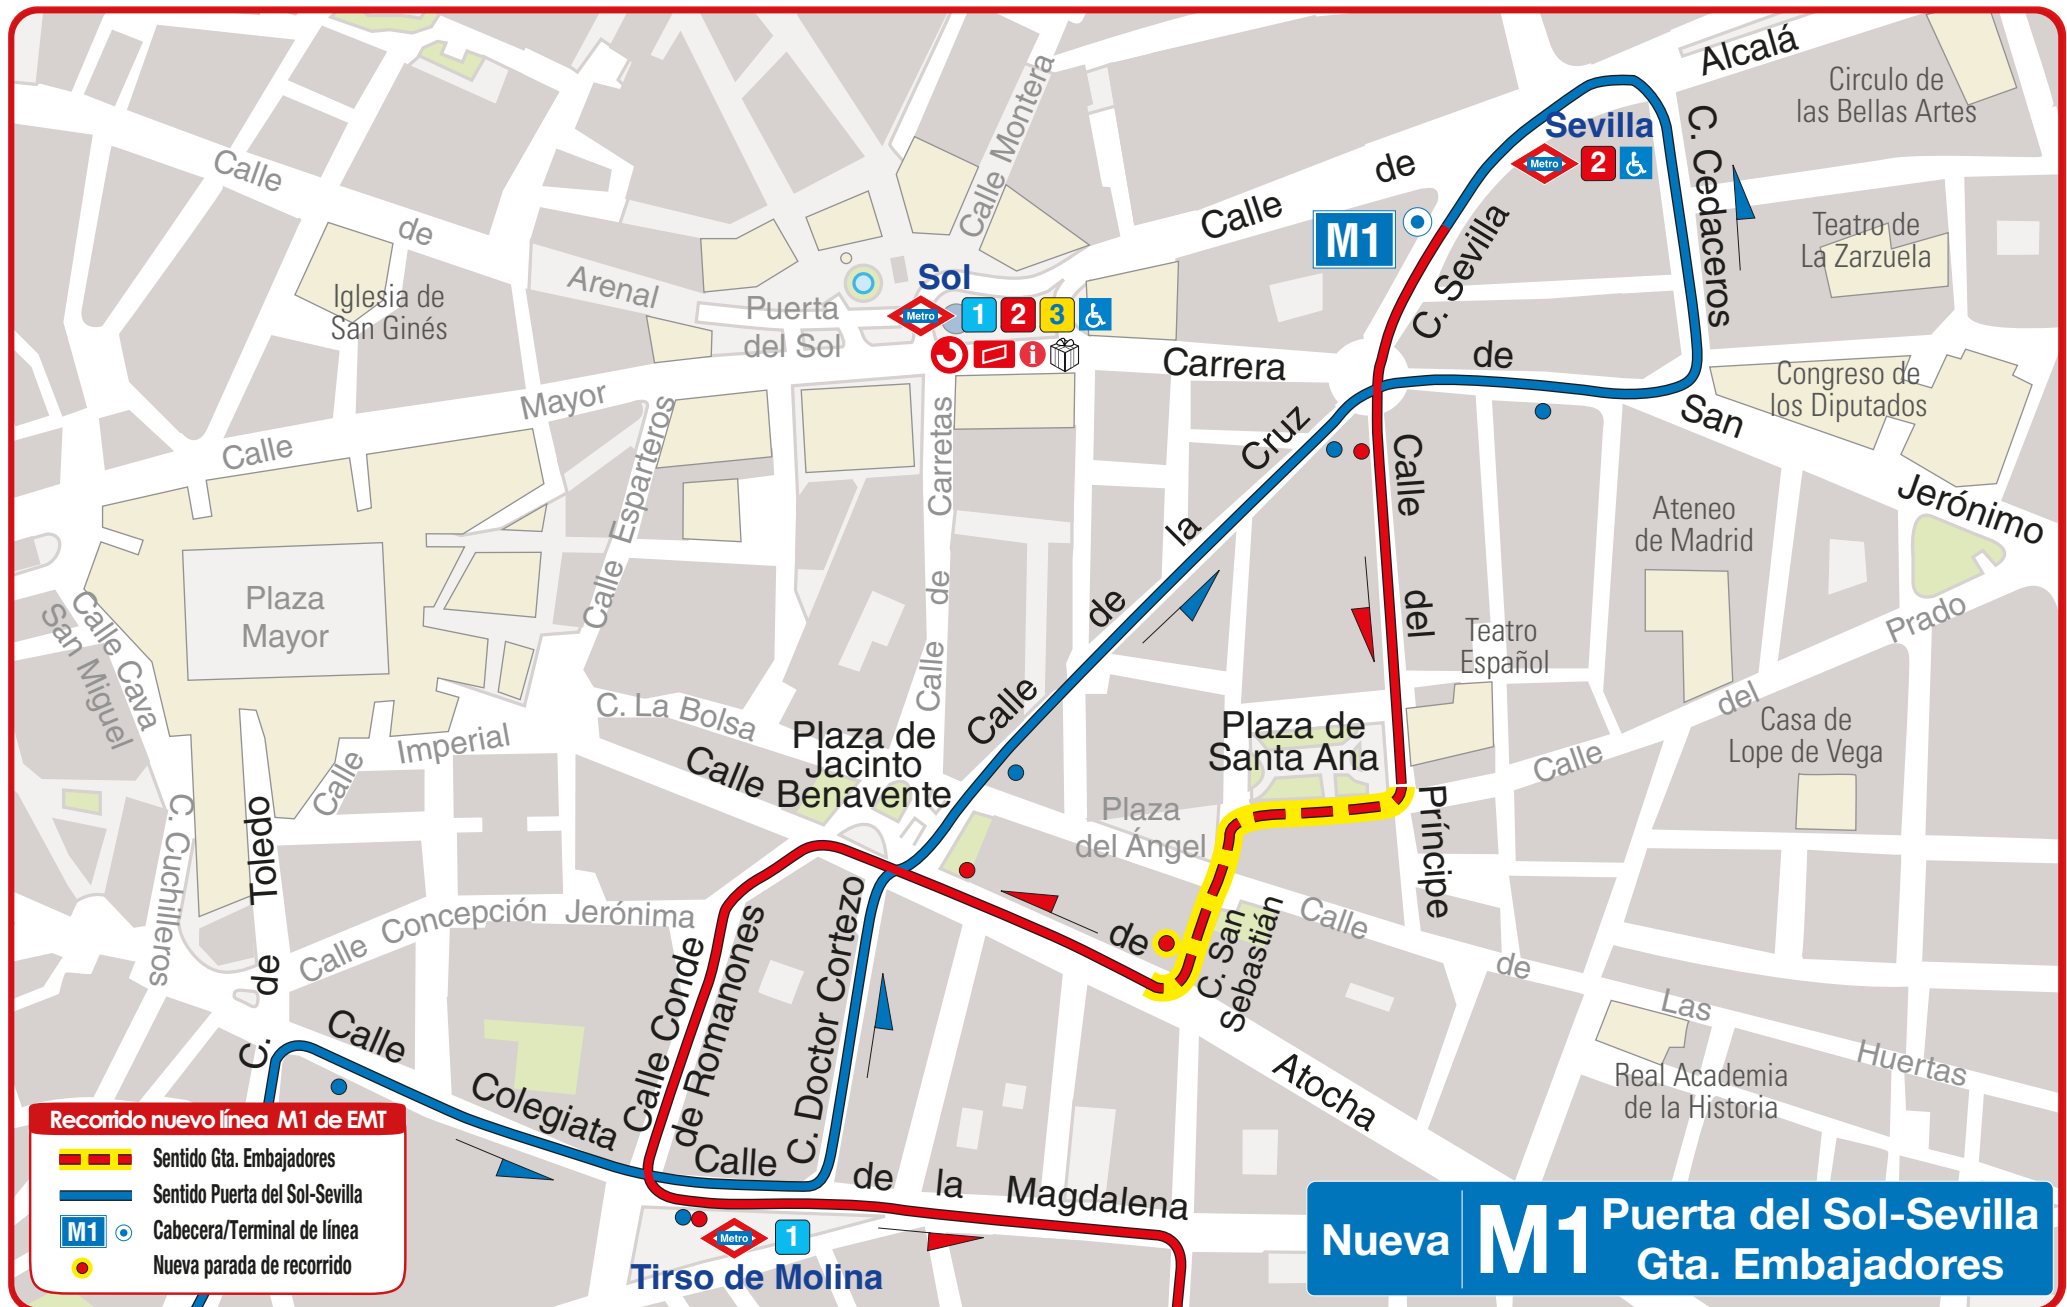 Alcalá
Circulo de
las Bellas Artes
Calle Montera
Sevilla
Metro
2
C. Cedaceros
Calle
de
Calle
de
M1
C. Sevilla
Teatro de
La Zarzuela
Iglesia de
San Ginés
Arenal
Puerta
del Sol
Sol
Metro
1
2
3
i
Carrera
de
San
Jerónimo
Congreso de
los Diputados
Calle
Mayor
Calle Esparteros
Calle de Carretas
Calle
de
la
Cruz
Calle
del
Príncipe
Ateneo
de Madrid
Plaza
Mayor
Calle Cava
San Miguel
Teatro
Español
Calle
del
Prado
C. La Bolsa
Plaza de
Jacinto
Benavente
Plaza de
Santa Ana
Casa de
Lope de Vega
Calle
Imperial
Calle
de
Atocha
Plaza
del Ángel
C. Cuchilleros
C. de Toledo
Calle Concepción Jerónima
C. Doctor Cortezo
Calle Conde
de Romanones
C. San
Sebastián
Calle
de
Las
Huertas
Real Academia
de la Historia
Calle
Colegiata
Calle
de
la
Magdalena
Metro
1
Tirso de Molina
Recorrido nuevo línea M1 de EMT
Sentido Gta. Embajadores
Sentido Puerta del Sol-Sevilla
M1
Cabecera/Terminal de línea
Nueva parada de recorrido
Nueva
M1
Puerta del Sol-Sevilla
Gta. Embajadores